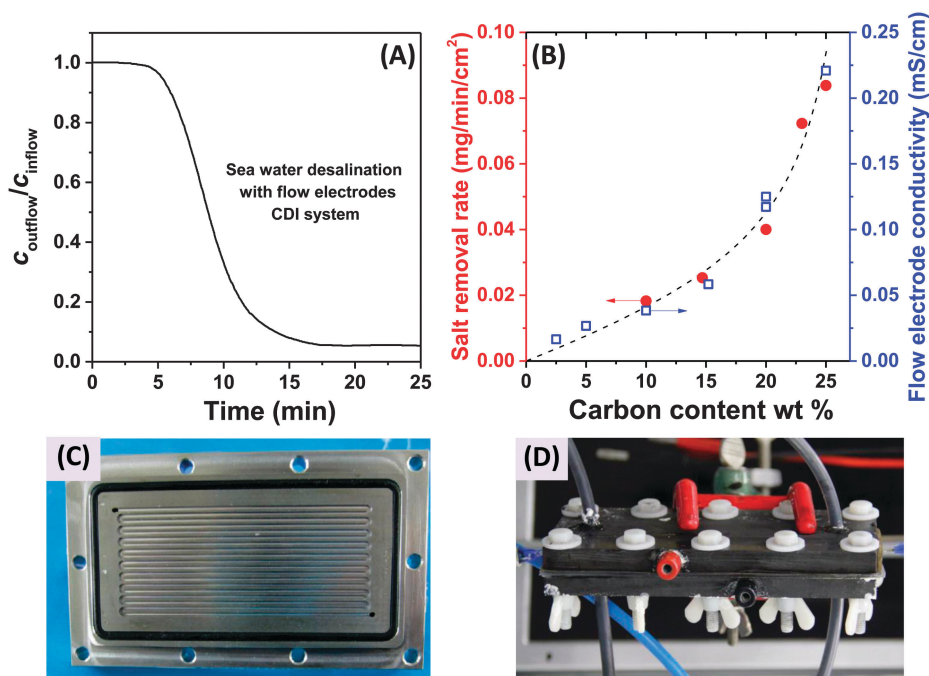 (A)
1.0
0.8
0.6
0.4
0.2
0.0
c_outflow/c_inflow
Sea water desalination
with flow electrodes
CDI system
0
5
10
15
20
25
Time (min)
(B)
0.10
0.08
0.06
0.04
0.02
0.00
Salt removal rate (mg/min/cm²)
0.25
0.20
0.15
0.10
0.05
0.00
Flow electrode conductivity (mS/cm)
0
5
10
15
20
25
Carbon content wt %
(C)
(D)